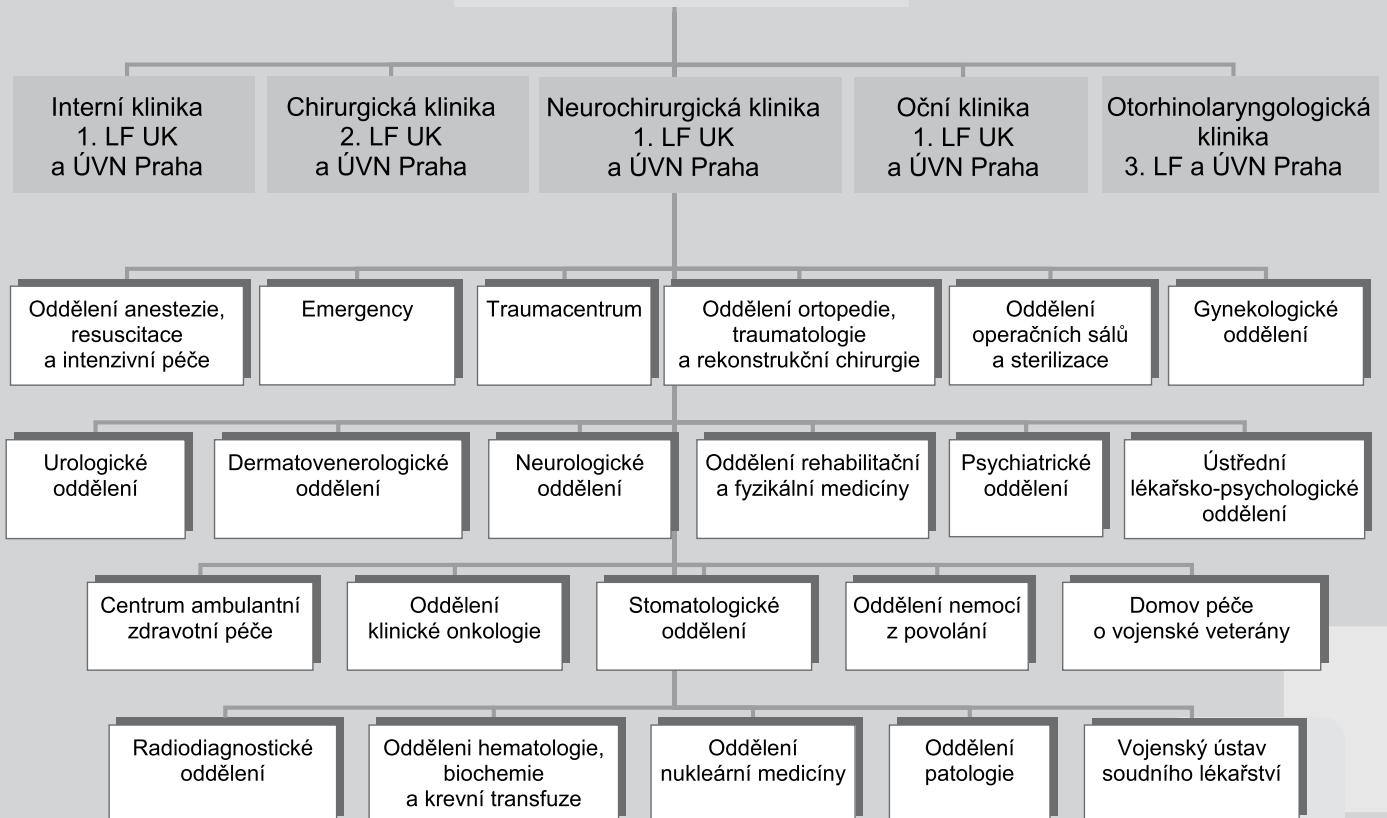 Interní klinika
1. LF UK
a ÚVN Praha
Chirurgická klinika
2. LF UK
a ÚVN Praha
Neurochirurgická klinika
1. LF UK
a ÚVN Praha
Oční klinika
1. LF UK
a ÚVN Praha
Otorhinolaryngologická
klinika
3. LF a ÚVN Praha
Oddělení anestezie,
resuscitace
a intenzivní péče
Emergency
Traumacentrum
Oddělení ortopedie,
traumatologie
a rekonstrukční chirurgie
Oddělení
operačních sálů
a sterilizace
Gynekologické
oddělení
Urologické
oddělení
Dermatovenerologické
oddělení
Neurologické
oddělení
Oddělení rehabilitační
a fyzikální medicíny
Psychiatrické
oddělení
Ústřední
lékařsko-psychologické
oddělení
Centrum ambulantní
zdravotní péče
Oddělení
klinické onkologie
Stomatologické
oddělení
Oddělení nemocí
z povolání
Domov péče
o vojenské veterány
Radiodiagnostické
oddělení
Odděleni hematologie,
biochemie
a krevní transfuze
Oddělení
nukleární medicíny
Oddělení
patologie
Vojenský ústav
soudního lékařství